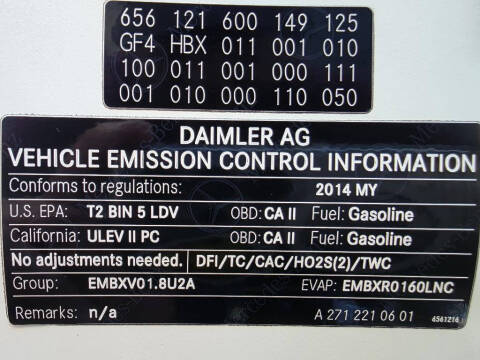 656 121 600 149 125
GF4 HBX 011 001 010
100 011 001 000 111
001 010 000 110 050
DAIMLER AG
VEHICLE EMISSION CONTROL INFORMATION
Conforms to regulations: 2014 MY
U.S. EPA: T2 BIN 5 LDV OBD: CA II Fuel: Gasoline
California: ULEV II PC OBD: CA II Fuel: Gasoline
No adjustments needed. DFI/TC/CAC/HO2S(2)/TWC
Group: EMBXV01.8U2A EVAP: EMBXR0160LNC
Remarks: n/a A 271 221 06 01 6561216